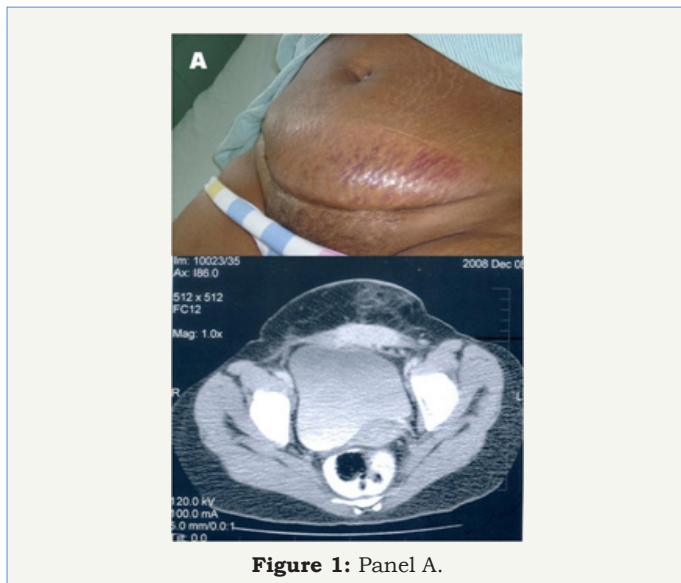 A
Im: 10023/35
Ax: I86.0
2008 Dec 08
512 x 512
FC12
Mag: 1.0x
R
L
120.0 kV
100.0 mA
5.0 mm/0.0:1
Tilt: 0.0
Figure 1: Panel A.